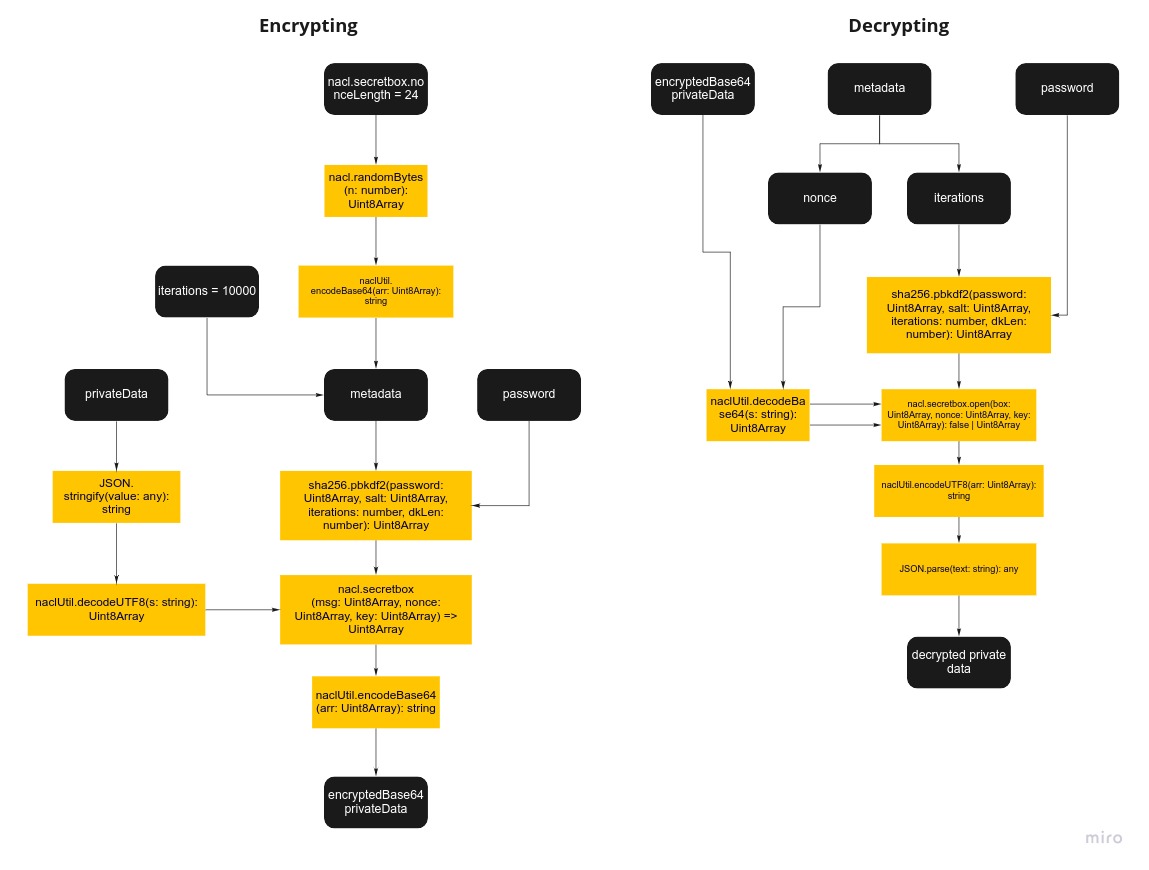 Encrypting
nacl.secretbox.no
nceLength = 24
nacl.randomBytes
(n: number):
Uint8Array
naclUtil.
encodeBase64(arr: Uint8Array):
string
iterations = 10000
privateData
metadata
password
JSON.
stringify(value: any):
string
sha256.pbkdf2(password:
Uint8Array, salt: Uint8Array,
iterations: number, dkLen:
number): Uint8Array
naclUtil.decodeUTF8(s: string):
Uint8Array
nacl.secretbox
(msg: Uint8Array, nonce:
Uint8Array, key: Uint8Array) =>
Uint8Array
naclUtil.encodeBase64
(arr: Uint8Array): string
encryptedBase64
privateData
Decrypting
encryptedBase64
privateData
metadata
password
nonce
iterations
sha256.pbkdf2(password:
Uint8Array, salt: Uint8Array,
iterations: number, dkLen:
number): Uint8Array
naclUtil.decodeBa
se64(s: string):
Uint8Array
nacl.secretbox.open(box:
Uint8Array, nonce: Uint8Array, key:
Uint8Array): false | Uint8Array
naclUtil.encodeUTF8(arr: Uint8Array):
string
JSON.parse(text: string): any
decrypted private
data
miro